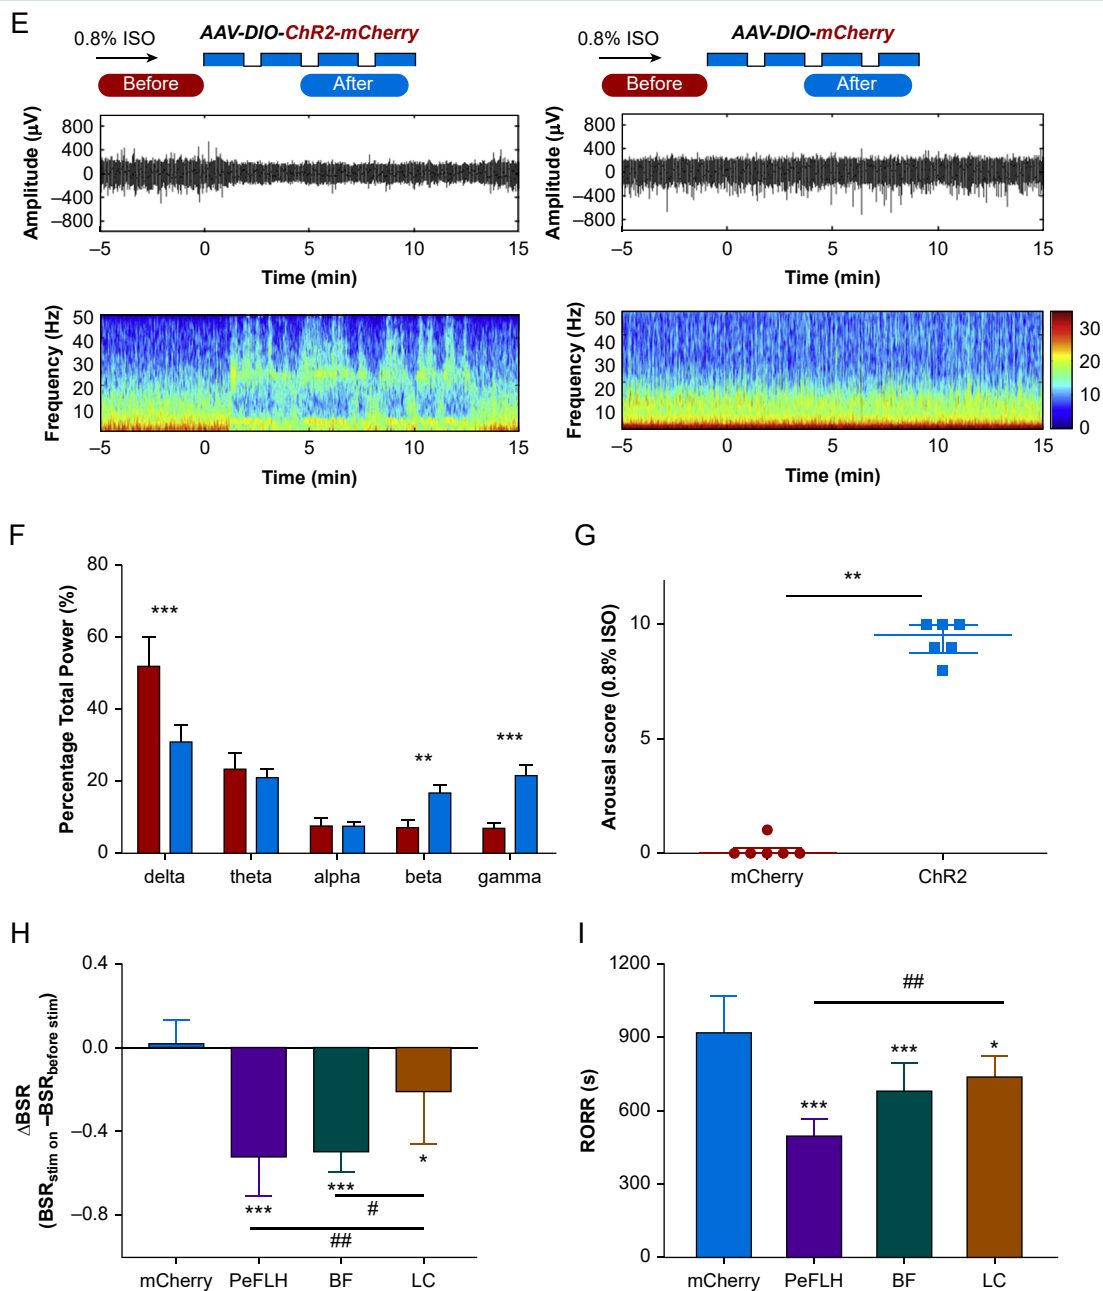 E
0.8% ISO
AAV-DIO-ChR2-mCherry
Before
After
Amplitude (µV)
800
400
0
−400
−800
−5 0 5 10 15
Time (min)
0.8% ISO
AAV-DIO-mCherry
Before
After
Amplitude (µV)
800
400
0
−400
−800
−5 0 5 10 15
Time (min)
Frequency (Hz)
50
40
30
20
10
−5 0 5 10 15
Time (min)
Frequency (Hz)
50
40
30
20
10
−5 0 5 10 15
Time (min)
30
20
10
0
F
Percentage Total Power (%)
80
60
40
20
0
***
**
***
delta theta alpha beta gamma
G
Arousal score (0.8% ISO)
10
5
0
**
mCherry ChR2
H
ΔBSR
(BSRstim on −BSRbefore stim)
0.4
0.0
−0.4
−0.8
***
***
*
#
##
mCherry PeFLH BF LC
I
RORR (s)
1200
900
600
300
0
##
***
***
*
mCherry PeFLH BF LC